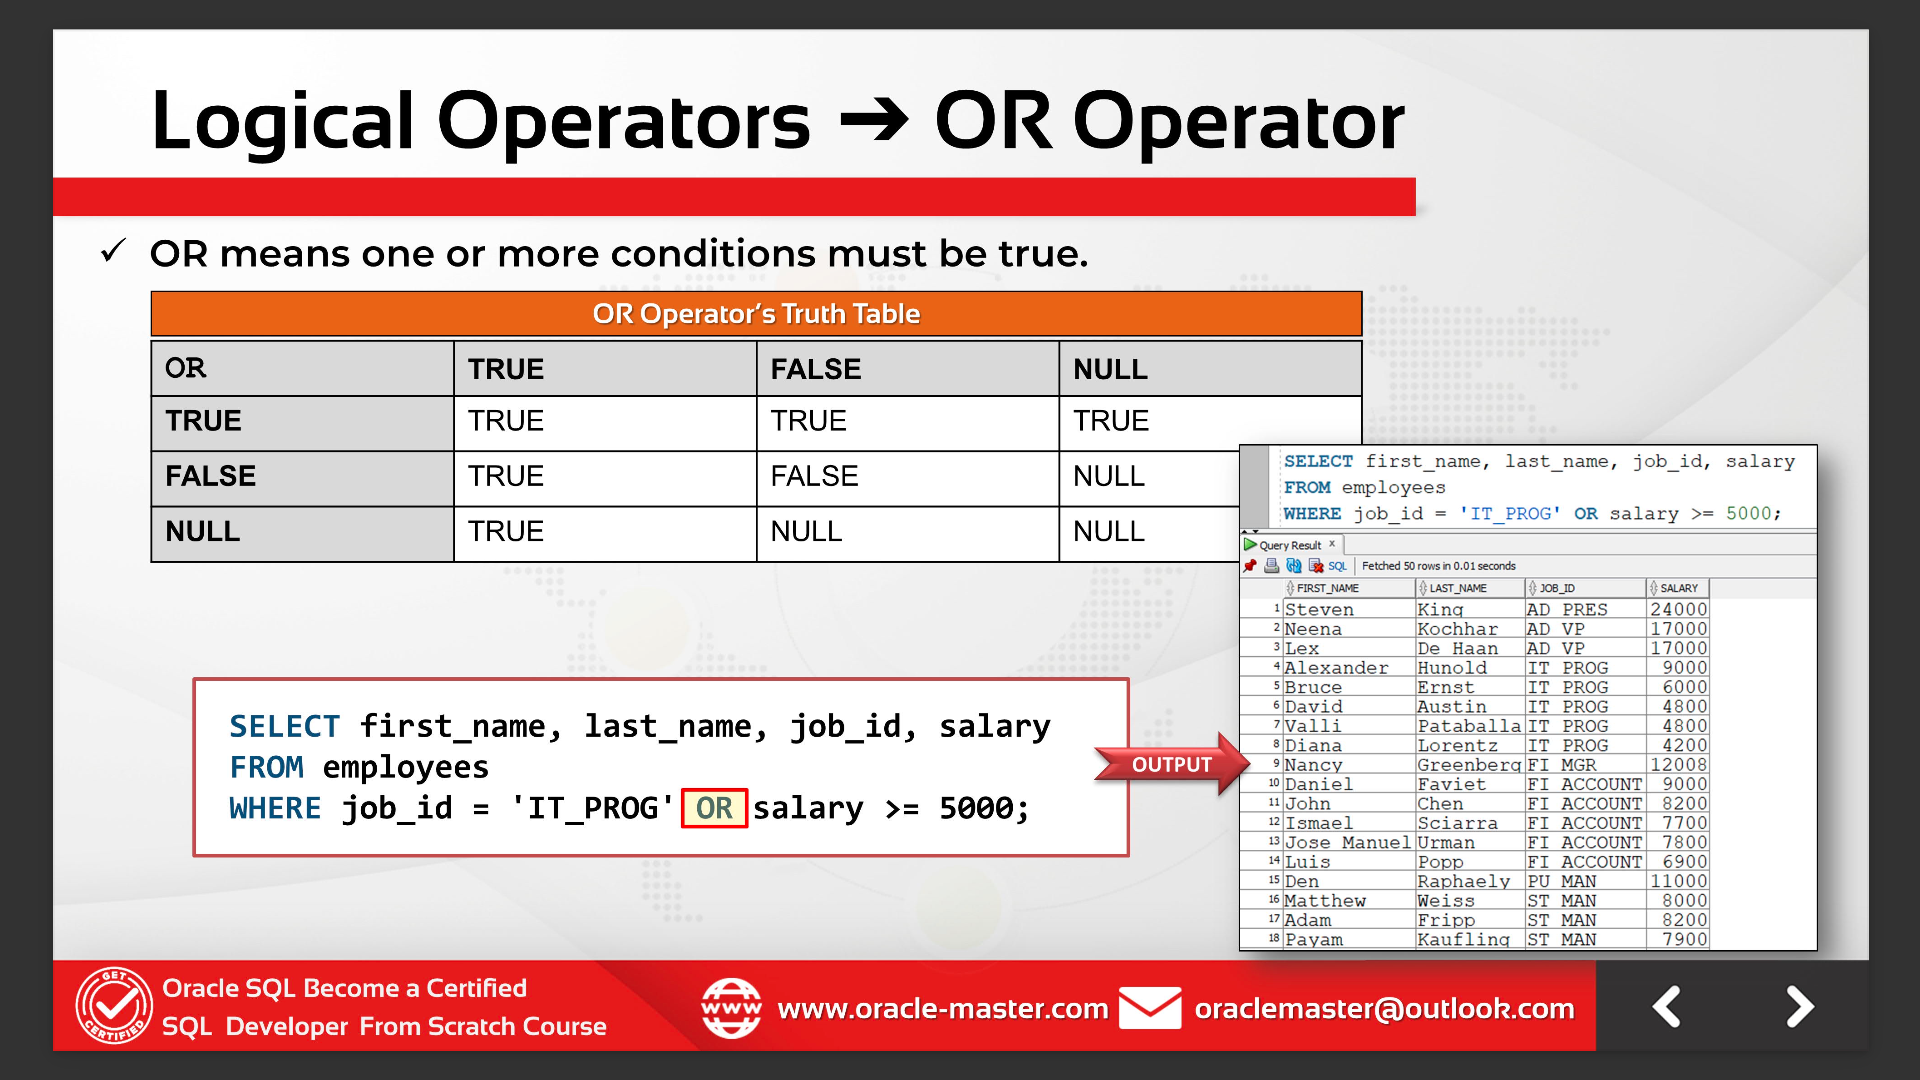 Logical Operators ➔ OR Operator
✓ OR means one or more conditions must be true.
OR Operator's Truth Table
OR TRUE FALSE NULL
TRUE TRUE TRUE TRUE
FALSE TRUE FALSE NULL
NULL TRUE NULL NULL
SELECT first_name, last_name, job_id, salary
FROM employees
WHERE job_id = 'IT_PROG' OR salary >= 5000;
OUTPUT
SELECT first_name, last_name, job_id, salary
FROM employees
WHERE job_id = 'IT_PROG' OR salary >= 5000;
Query Result x
SQL Fetched 50 rows in 0.01 seconds
FIRST_NAME LAST_NAME JOB_ID SALARY
1 Steven King AD_PRES 24000
2 Neena Kochhar AD_VP 17000
3 Lex De Haan AD_VP 17000
4 Alexander Hunold IT_PROG 9000
5 Bruce Ernst IT_PROG 6000
6 David Austin IT_PROG 4800
7 Valli Pataballa IT_PROG 4800
8 Diana Lorentz IT_PROG 4200
9 Nancy Greenberg FI_MGR 12008
10 Daniel Faviet FI_ACCOUNT 9000
11 John Chen FI_ACCOUNT 8200
12 Ismael Sciarra FI_ACCOUNT 7700
13 Jose Manuel Urman FI_ACCOUNT 7800
14 Luis Popp FI_ACCOUNT 6900
15 Den Raphaely PU_MAN 11000
16 Matthew Weiss ST_MAN 8000
17 Adam Fripp ST_MAN 8200
18 Payam Kaufling ST_MAN 7900
GET CERTIFIED
Oracle SQL Become a Certified
SQL Developer From Scratch Course
www
www.oracle-master.com
oraclemaster@outlook.com